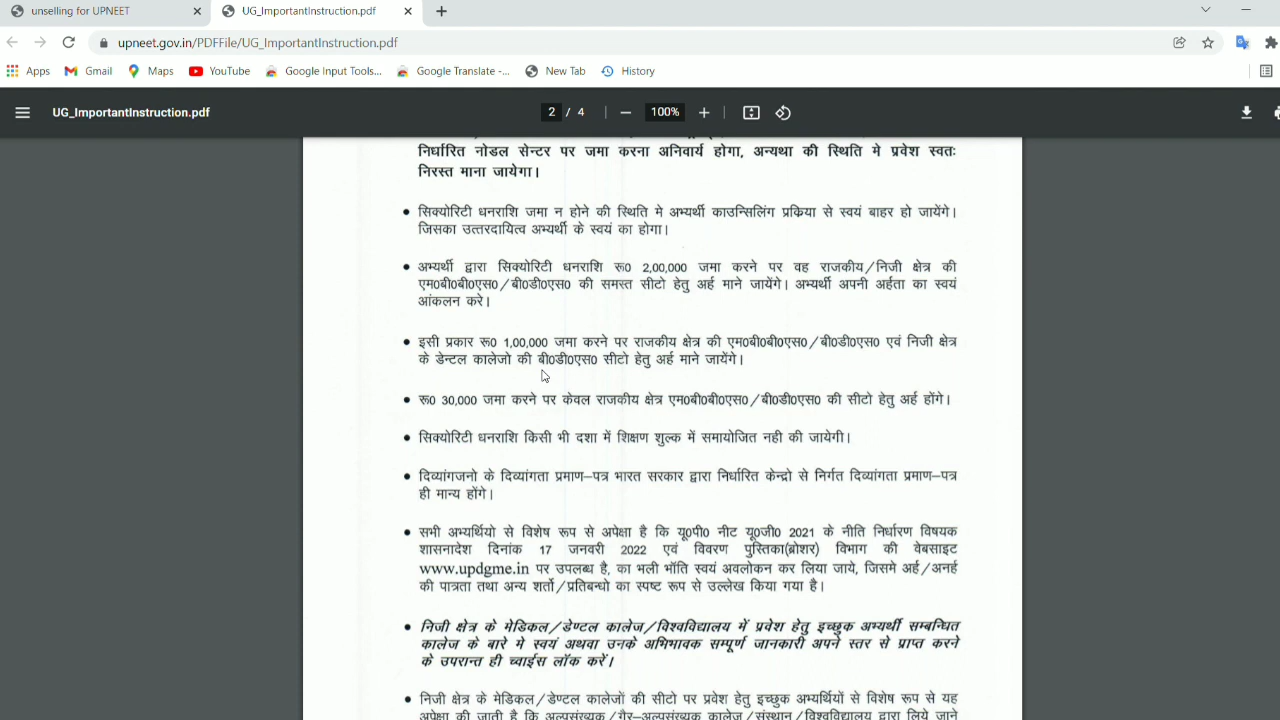 unselling for UPNEET
UG_ImportantInstruction.pdf
upneet.gov.in/PDFFile/UG_ImportantInstruction.pdf
Apps Gmail Maps YouTube Google Input Tools... Google Translate -... New Tab History
UG_ImportantInstruction.pdf 2 / 4 100%
निर्धारित नोडल सेन्टर पर जमा करना अनिवार्य होगा, अन्यथा की स्थिति मे प्रवेश स्वतः
निरस्त माना जायेगा।
• सिक्योरिटी धनराशि जमा न होने की स्थिति मे अभ्यर्थी काउन्सिलिंग प्रकिया से स्वयं बाहर हो जायेंगे।
जिसका उत्तरदायित्व अभ्यर्थी के स्वयं का होगा।
• अभ्यर्थी द्वारा सिक्योरिटी धनराशि रू0 2,00,000 जमा करने पर वह राजकीय/निजी क्षेत्र की
एम0बी0बी0एस0/बी0डी0एस0 की समस्त सीटो हेतु अर्ह माने जायेंगे। अभ्यर्थी अपनी अर्हता का स्वयं
आंकलन करे।
• इसी प्रकार रू0 1,00,000 जमा करने पर राजकीय क्षेत्र की एम0बी0बी0एस0/बी0डी0एस0 एवं निजी क्षेत्र
के डेन्टल कालेजो की बी0डी0एस0 सीटो हेतु अर्ह माने जायेंगे।
• रू0 30,000 जमा करने पर केवल राजकीय क्षेत्र एम0बी0बी0एस0/बी0डी0एस0 की सीटो हेतु अर्ह होंगे।
• सिक्योरिटी धनराशि किसी भी दशा में शिक्षण शुल्क में समायोजित नही की जायेगी।
• दिव्यांगजनो के दिव्यांगता प्रमाण–पत्र भारत सरकार द्वारा निर्धारित केन्द्रो से निर्गत दिव्यांगता प्रमाण–पत्र
ही मान्य होंगे।
• सभी अभ्यर्थियो से विशेष रूप से अपेक्षा है कि यू0पी0 नीट यू0जी0 2021 के नीति निर्धारण विषयक
शासनादेश दिनांक 17 जनवरी 2022 एवं विवरण पुस्तिका(ब्रोशर) विभाग की वेबसाइट
www.updgme.in पर उपलब्ध है, का भली भॉति स्वयं अवलोकन कर लिया जाये, जिसमे अर्ह/अनर्ह
की पात्रता तथा अन्य शर्तो/प्रतिबन्धो का स्पष्ट रूप से उल्लेख किया गया है।
• निजी क्षेत्र के मेडिकल/डेण्टल कालेज/विश्वविद्यालय में प्रवेश हेतु इच्छुक अभ्यर्थी सम्बन्धित
कालेज के बारे मे स्वयं अथवा उनके अभिभावक सम्पूर्ण जानकारी अपने स्तर से प्राप्त करने
के उपरान्त ही च्वाईस लॉक करें।
• निजी क्षेत्र के मेडिकल/डेण्टल कालेजों की सीटो पर प्रवेश हेतु इच्छुक अभ्यर्थियों से विशेष रूप से यह
अपेक्षा की जाती है कि अल्पसंख्यक/गैर–अल्पसंख्यक कालेज/संस्थान/विश्वविद्यालय द्वारा लिये जाने